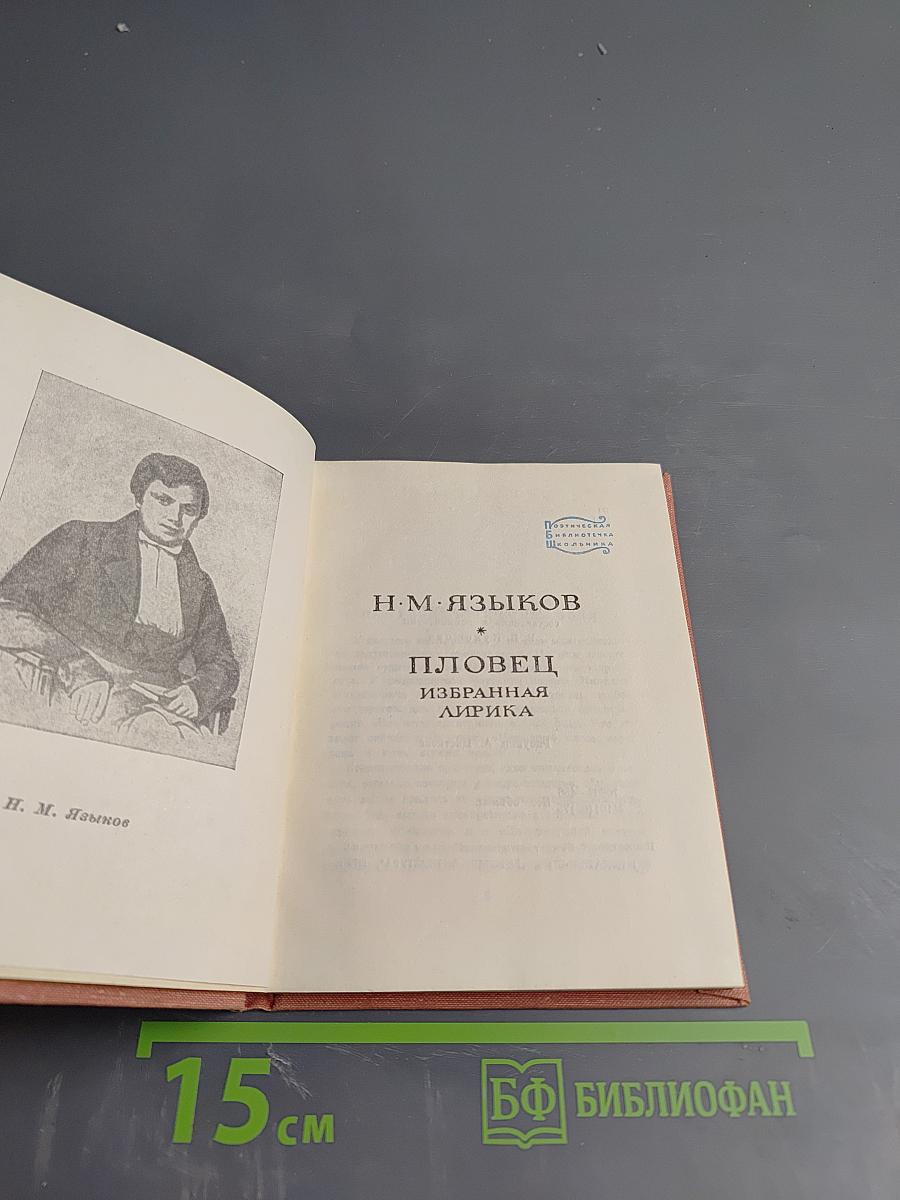 Н. М. Языков
ПОЭТИЧЕСКАЯ
БИБЛИОТЕЧКА
ШКОЛЬНИКА
Н·М·ЯЗЫКОВ
*
ПЛОВЕЦ
ИЗБРАННАЯ
ЛИРИКА
15 см
БФ БИБЛИОФАН